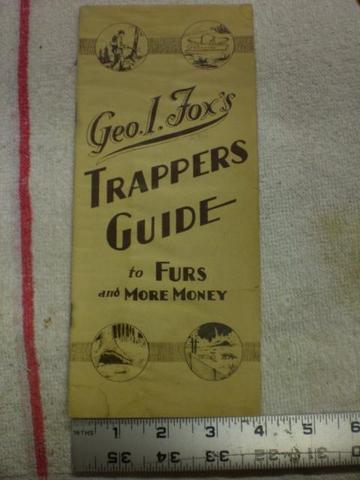 Geo. I. Fox's
TRAPPERS
GUIDE
to FURS
and MORE MONEY
1 2 3 4 5 6
35 34 33 32 31